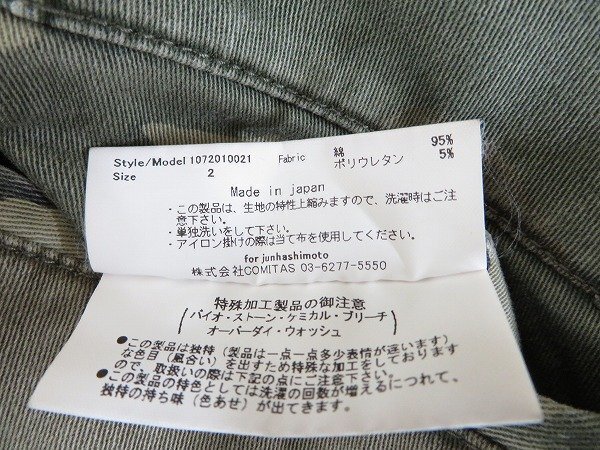 Style/Model 1072010021 Fabric 綿 95%
Size 2 ポリウレタン 5%
Made in japan
・この製品は、生地の特性上縮みますので、洗濯時はご注
意下さい。
・単独洗いをして下さい。
・アイロン掛けの際は当て布を使用してください。
for junhashimoto
株式会社COMITAS 03-6277-5550
特殊加工製品の御注意
(バイオ・ストーン・ケミカル・ブリーチ
オーバーダイ・ウォッシュ)
●この製品は独特(製品は一点一点多少表情が違います)
な色目(風合い)を出すため特殊な加工をしております
ので、取扱いの際は下記の点にご注意下さい。
●この製品の特色としては洗濯の回数が増えるにつれて、
独特の持ち味(色あせ)が出てきます。